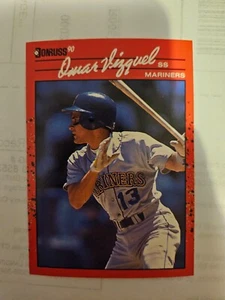 DONRUSS '90
Omar Vizquel
SS
MARINERS
MARINERS
13